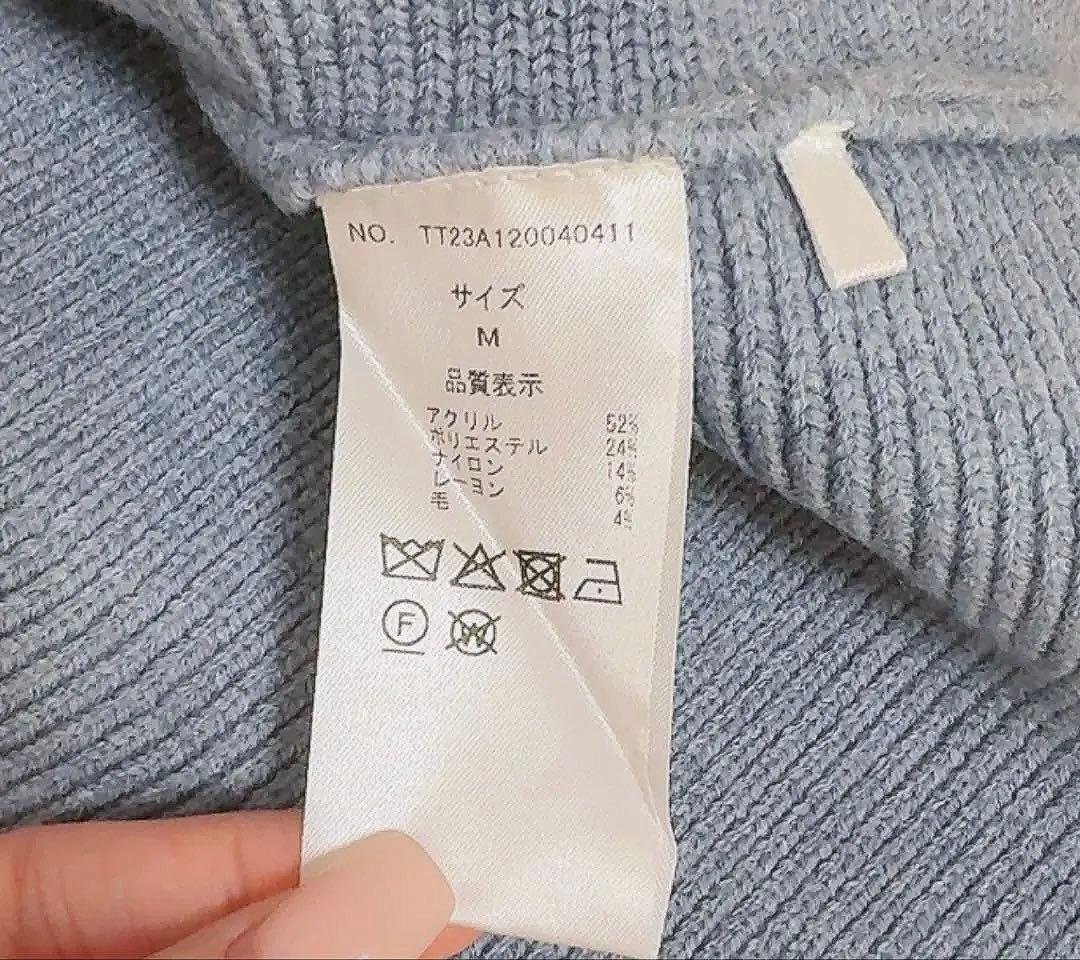 NO. TT23A120040411
サイズ
M
品質表示
アクリル 52%
ポリエステル 24%
ナイロン 14%
レーヨン 6%
毛 4%
F
W